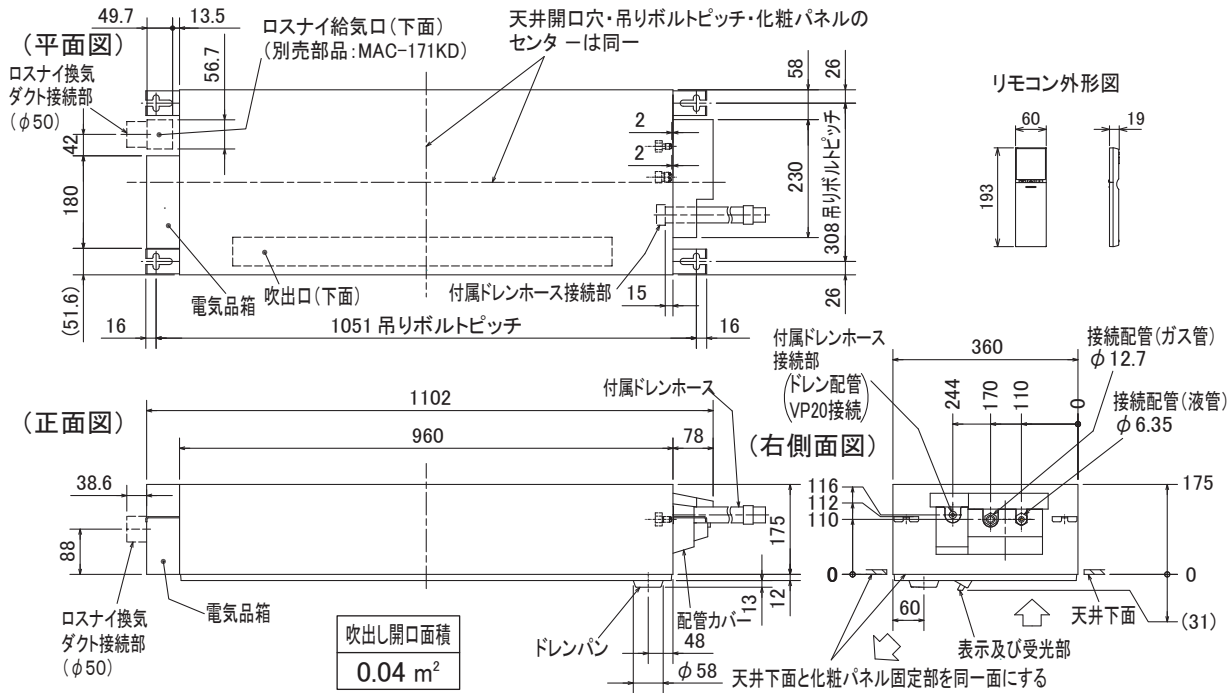 49.7
13.5
ロスナイ給気口(下面)
(別売部品:MAC-171KD)
天井開口穴・吊りボルトピッチ・化粧パネルの
センターは同一
(平面図)
56.7
58
26
ロスナイ換気
ダクト接続部
(φ50)
リモコン外形図
60
19
42
2
2
193
180
230
308 吊りボルトピッチ
(51.6)
電気品箱
吹出口(下面)
付属ドレンホース接続部
15
26
16
1051 吊りボルトピッチ
16
付属ドレンホース
接続部
(ドレン配管
VP20接続)
360
接続配管(ガス管)
φ12.7
(正面図)
1102
付属ドレンホース
244
170
110
0
接続配管(液管)
φ6.35
960
78
(右側面図)
38.6
116
112
110
175
88
175
0
0
13
12
60
天井下面
(31)
ロスナイ換気
ダクト接続部
(φ50)
電気品箱
吹出し開口面積
0.04 m²
ドレンパン
配管カバー
48
φ58
表示及び受光部
天井下面と化粧パネル固定部を同一面にする